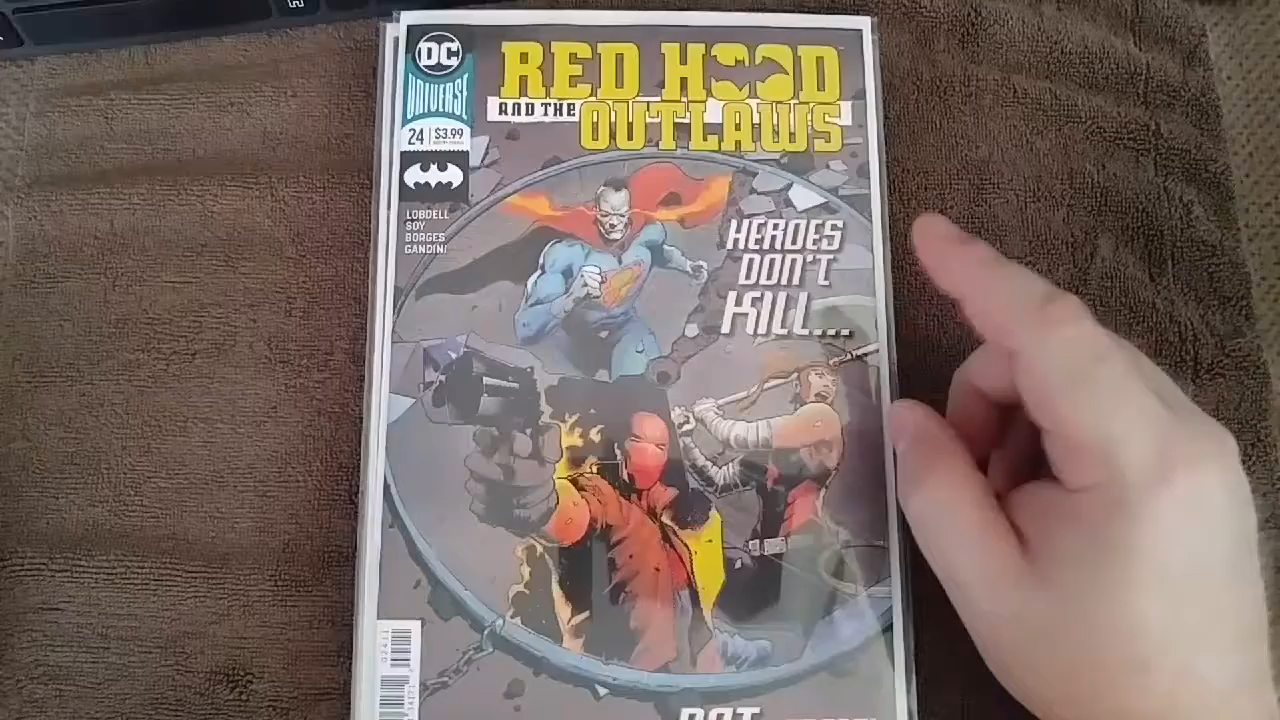 DC
UNIVERSE
24 $3.99
LOBDELL
SOY
BORGES
GANDINI
RED HOOD
AND THE
OUTLAWS
HEROES
DON'T
KILL...